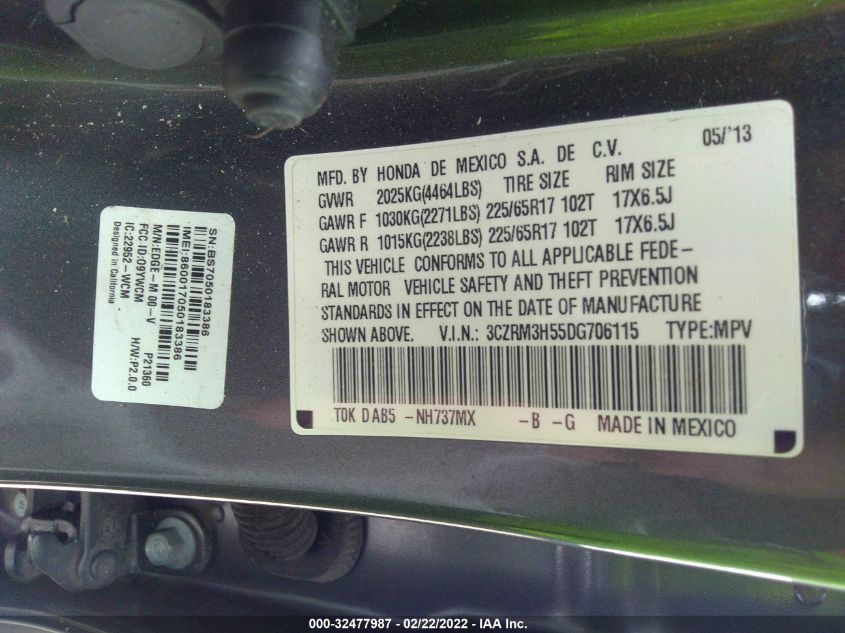 SN:BS7050183386
IMEI:860017050183386
M/N:EDGE-M 00-V P21360
FCC ID:O9YWCM
IC:22952-WCM H/W:P2.0.0
Designed in California
05/'13
MFD. BY HONDA DE MEXICO S.A. DE C.V.
GVWR 2025KG(4464LBS) TIRE SIZE RIM SIZE
GAWR F 1030KG(2271LBS) 225/65R17 102T 17X6.5J
GAWR R 1015KG(2238LBS) 225/65R17 102T 17X6.5J
THIS VEHICLE CONFORMS TO ALL APPLICABLE FEDE-
RAL MOTOR VEHICLE SAFETY AND THEFT PREVENTION
STANDARDS IN EFFECT ON THE DATE OF MANUFACTURE
SHOWN ABOVE. V.I.N.: 3CZRM3H55DG706115 TYPE:MPV
T0K DAB5 -NH737MX -B -G MADE IN MEXICO
000-32477987 - 02/22/2022 - IAA Inc.